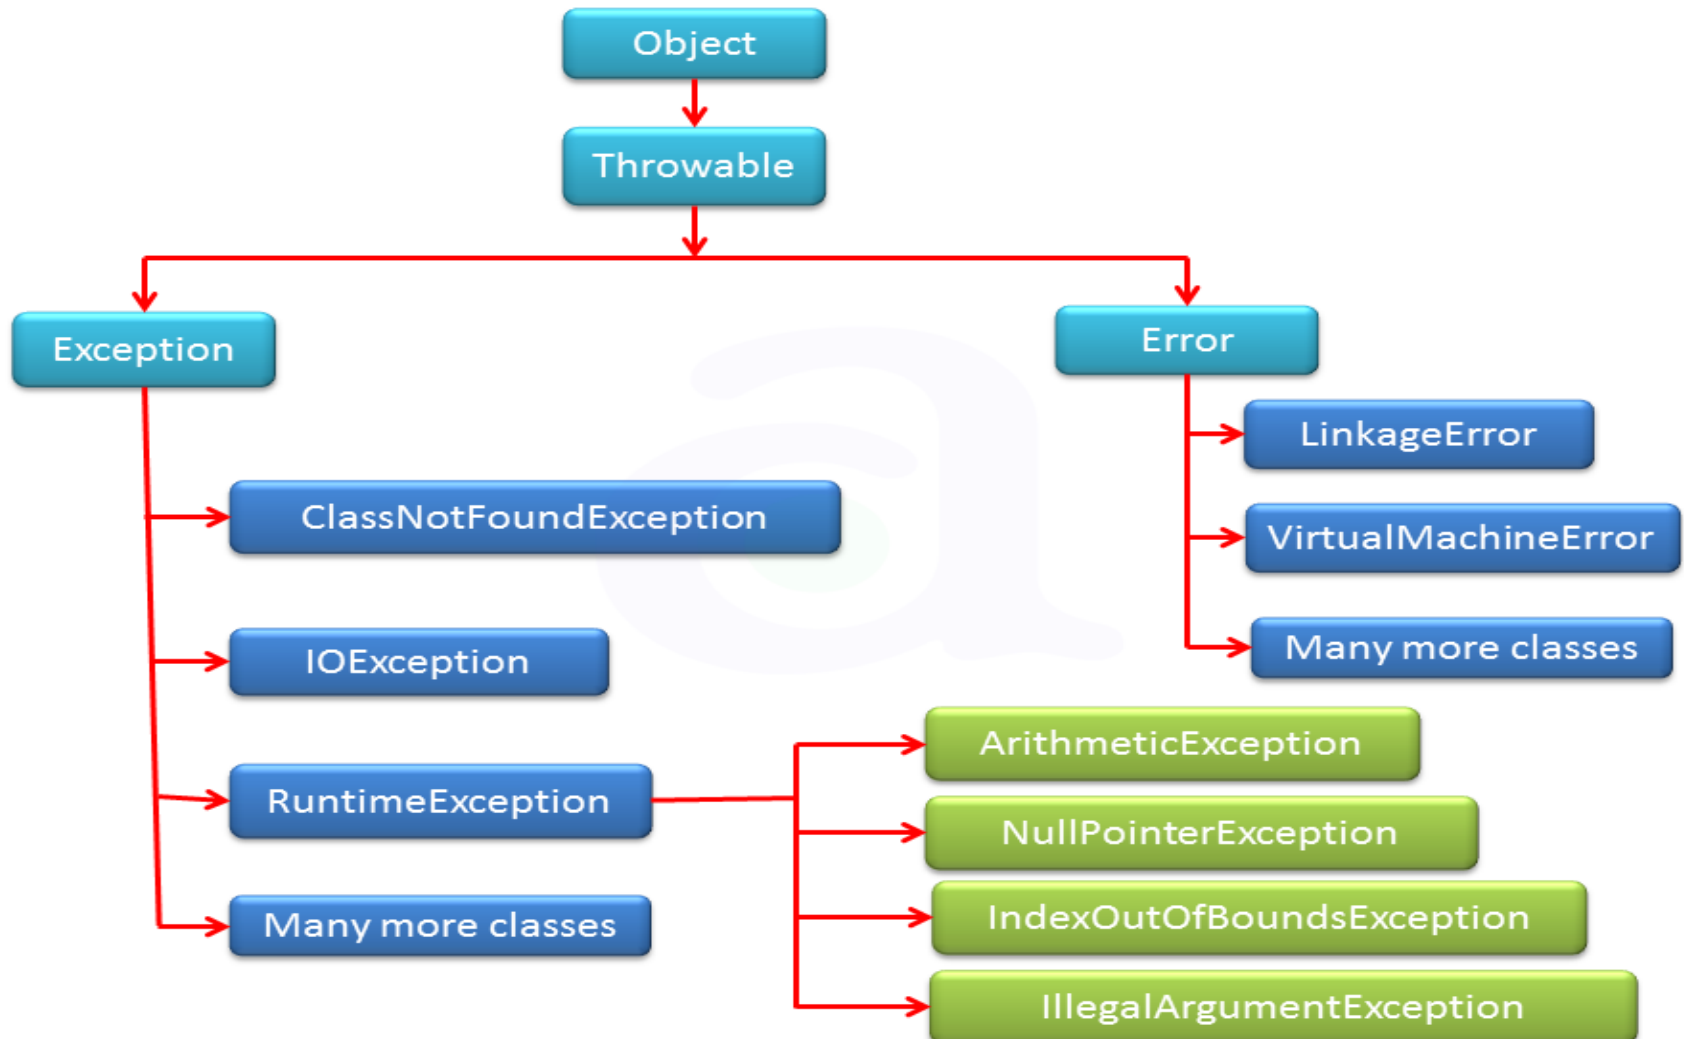 Object
Throwable
Exception
Error
LinkageError
ClassNotFoundException
VirtualMachineError
IOException
Many more classes
ArithmeticException
RuntimeException
NullPointerException
Many more classes
IndexOutOfBoundsException
IllegalArgumentException